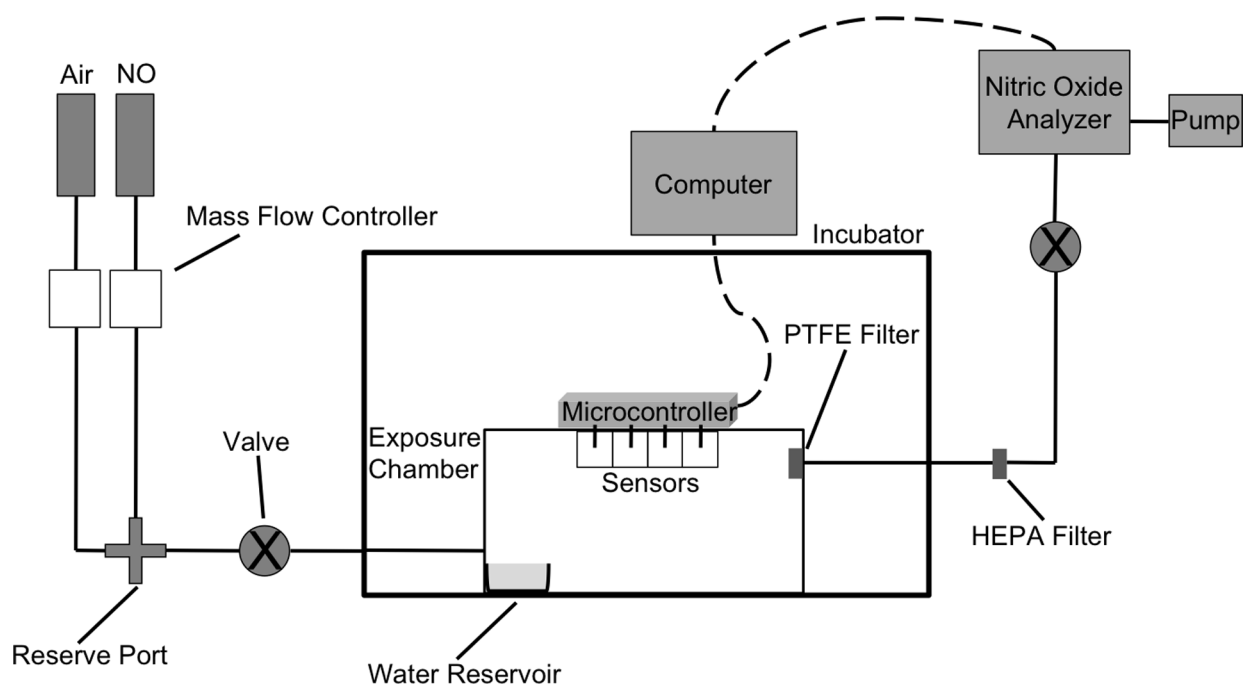 Air
NO
Nitric Oxide
Analyzer
Pump
Computer
Mass Flow Controller
Incubator
PTFE Filter
Microcontroller
Valve
Exposure
Chamber
Sensors
HEPA Filter
Reserve Port
Water Reservoir